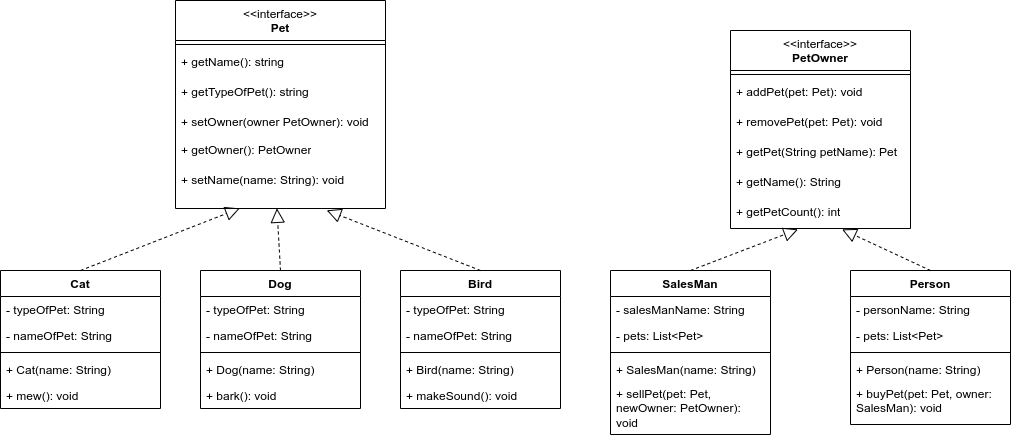 <<interface>>
Pet
+ getName(): string
+ getTypeOfPet(): string
+ setOwner(owner PetOwner): void
+ getOwner(): PetOwner
+ setName(name: String): void
<<interface>>
PetOwner
+ addPet(pet: Pet): void
+ removePet(pet: Pet): void
+ getPet(String petName): Pet
+ getName(): String
+ getPetCount(): int
Cat
- typeOfPet: String
- nameOfPet: String
+ Cat(name: String)
+ mew(): void
Dog
- typeOfPet: String
- nameOfPet: String
+ Dog(name: String)
+ bark(): void
Bird
- typeOfPet: String
- nameOfPet: String
+ Bird(name: String)
+ makeSound(): void
SalesMan
- salesManName: String
- pets: List<Pet>
+ SalesMan(name: String)
+ sellPet(pet: Pet,
newOwner: PetOwner):
void
Person
- personName: String
- pets: List<Pet>
+ Person(name: String)
+ buyPet(pet: Pet, owner:
SalesMan): void